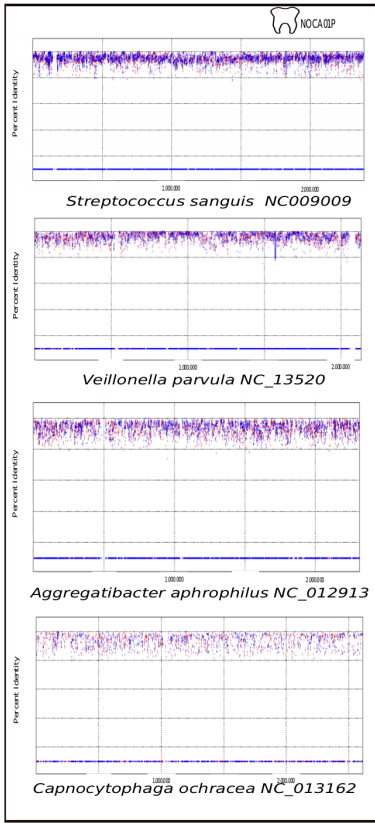 NOCA01P
Percent Identity
1.000.000 2.000.000
Streptococcus sanguis NC009009
Percent Identity
1.000.000 2.000.000
Veillonella parvula NC_13520
Percent Identity
1.000.000 2.000.000
Aggregatibacter aphrophilus NC_012913
Percent Identity
1.000.000 2.000.000
Capnocytophaga ochracea NC_013162